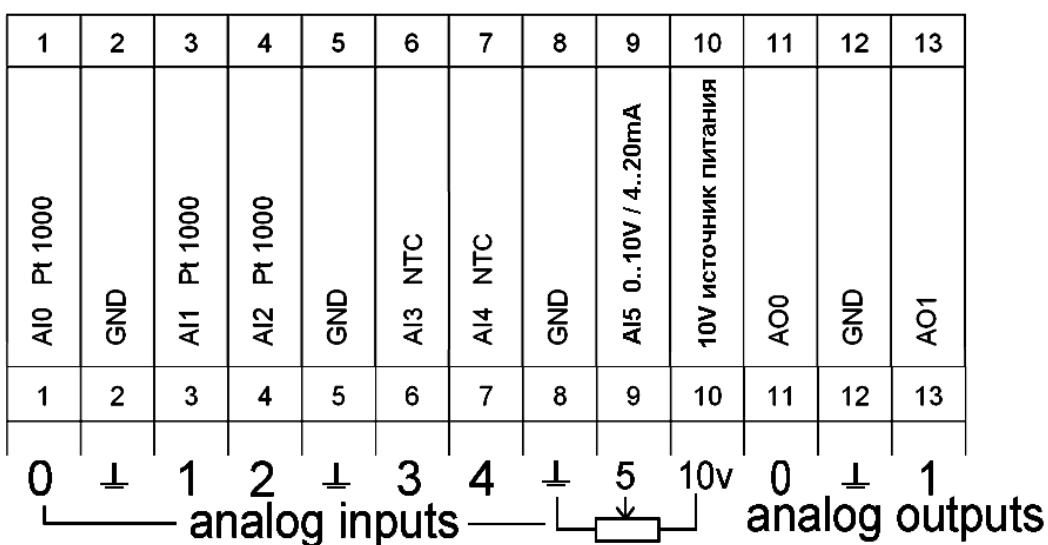 1 2 3 4 5 6 7 8 9 10 11 12 13
AI0 Pt 1000
GND
AI1 Pt 1000
AI2 Pt 1000
GND
AI3 NTC
AI4 NTC
GND
AI5 0..10V / 4..20mA
10V источник питания
AO0
GND
AO1
1 2 3 4 5 6 7 8 9 10 11 12 13
0 1 2 3 4 5 10v 0 1
analog inputs
analog outputs